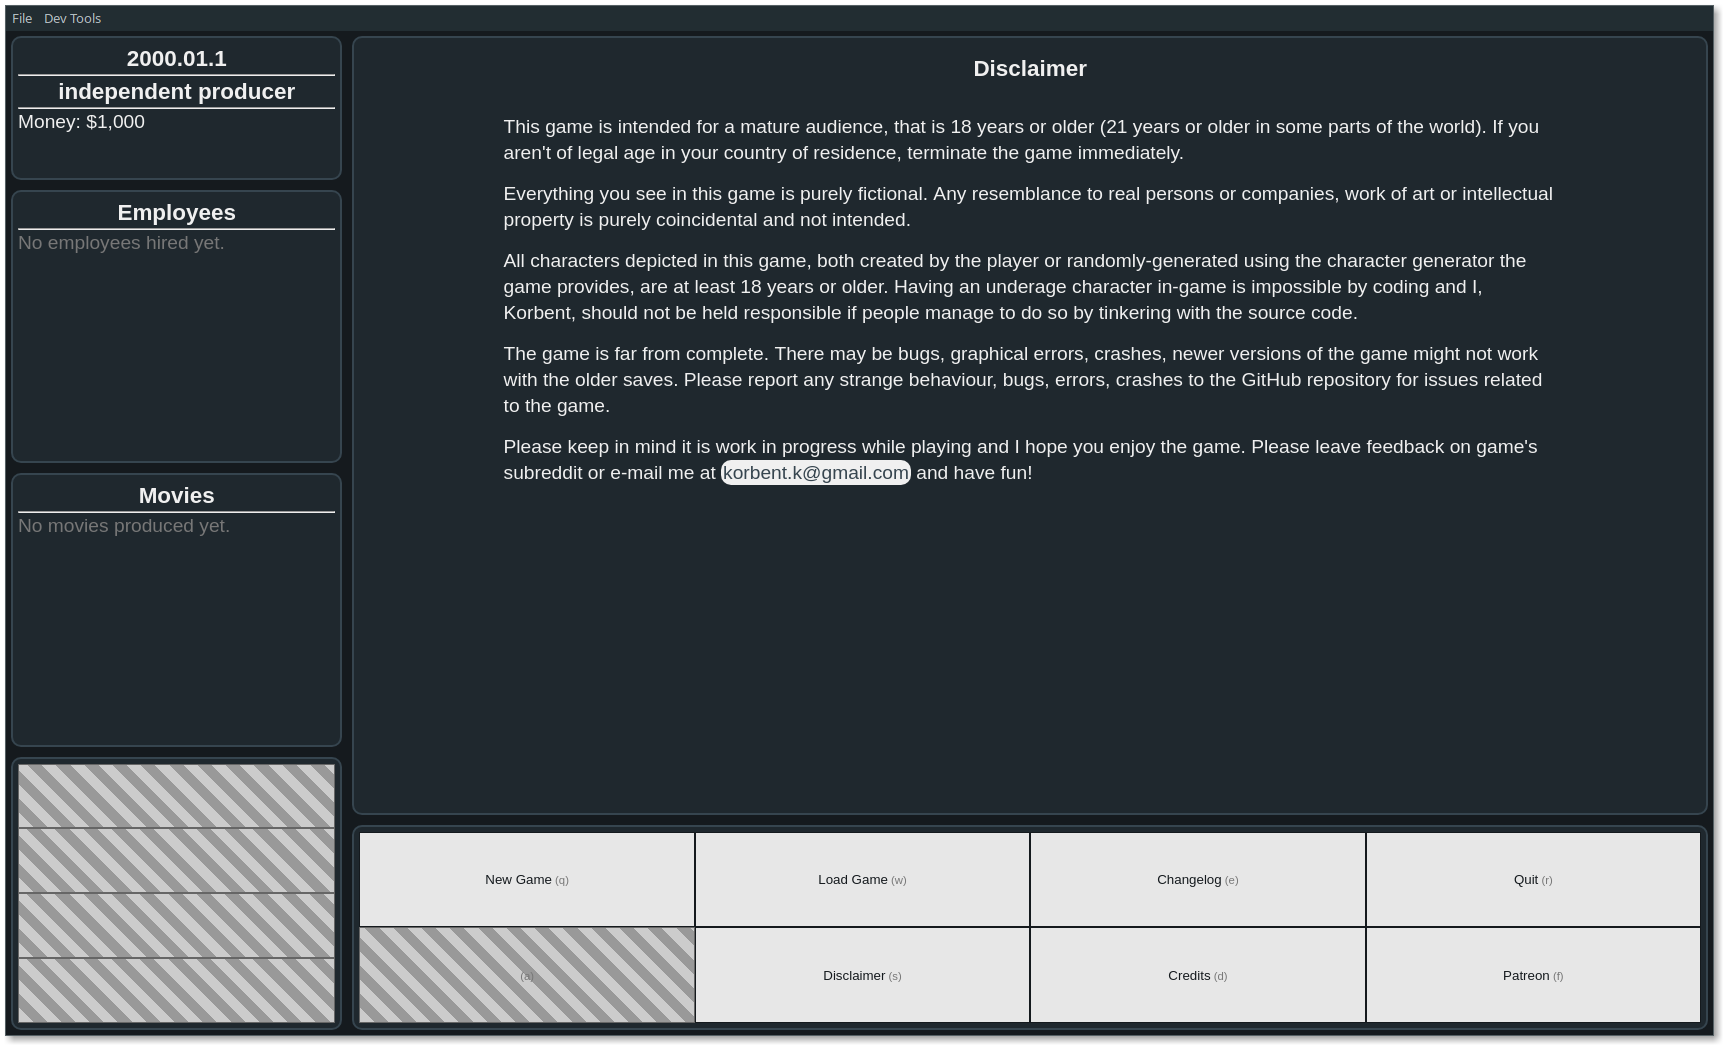 File Dev Tools
2000.01.1
independent producer
Money: $1,000
Employees
No employees hired yet.
Movies
No movies produced yet.
Disclaimer
This game is intended for a mature audience, that is 18 years or older (21 years or older in some parts of the world). If you
aren't of legal age in your country of residence, terminate the game immediately.
Everything you see in this game is purely fictional. Any resemblance to real persons or companies, work of art or intellectual
property is purely coincidental and not intended.
All characters depicted in this game, both created by the player or randomly-generated using the character generator the
game provides, are at least 18 years or older. Having an underage character in-game is impossible by coding and I,
Korbent, should not be held responsible if people manage to do so by tinkering with the source code.
The game is far from complete. There may be bugs, graphical errors, crashes, newer versions of the game might not work
with the older saves. Please report any strange behaviour, bugs, errors, crashes to the GitHub repository for issues related
to the game.
Please keep in mind it is work in progress while playing and I hope you enjoy the game. Please leave feedback on game's
subreddit or e-mail me at korbent.k@gmail.com and have fun!
New Game (q)
Load Game (w)
Changelog (e)
Quit (r)
(a)
Disclaimer (s)
Credits (d)
Patreon (f)